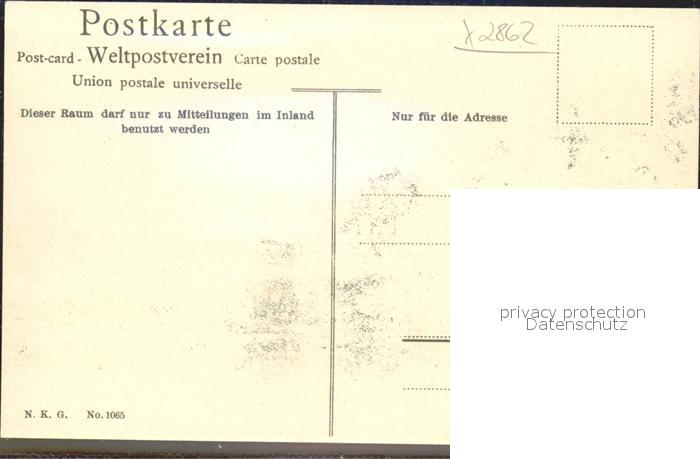 Postkarte
Post-card - Weltpostverein Carte postale
Union postale universelle
Dieser Raum darf nur zu Mitteilungen im Inland
benutzt werden
Nur für die Adresse
2862
privacy protection
Datenschutz
N. K. G. No. 1065